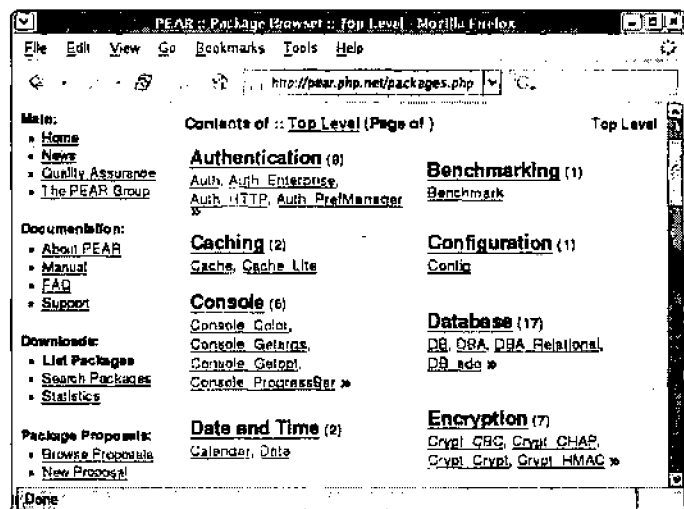 PEAR :: Package Browser :: Top Level - Mozilla Firefox
File Edit View Go Bookmarks Tools Help
http://pear.php.net/packages.php
Main:
Home
News
Quality Assurance
The PEAR Group
Documentation:
About PEAR
Manual
FAQ
Support
Downloads:
List Packages
Search Packages
Statistics
Package Proposals:
Browse Proposals
New Proposal
Contents of :: Top Level (Page of ) Top Level
Authentication (8)
Auth, Auth_Enterprise,
Auth_HTTP, Auth_PrefManager
»
Benchmarking (1)
Benchmark
Caching (2)
Cache, Cache_Lite
Configuration (1)
Config
Console (6)
Console_Color,
Console_Getargs,
Console_Getopt,
Console_ProgressBar »
Database (17)
DB, DBA, DBA_Relational,
DB_ado »
Date and Time (2)
Calendar, Date
Encryption (7)
Crypt_CBC, Crypt_CHAP,
Crypt_Crypt, Crypt_HMAC »
Done